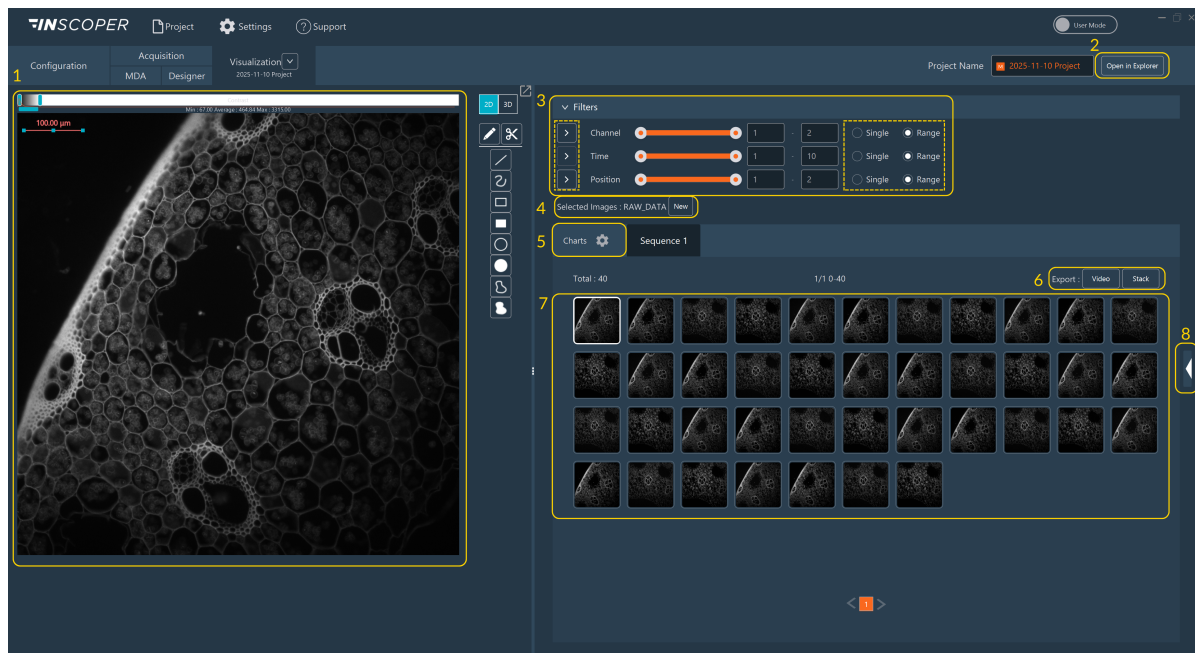 INSCOPER Project Settings ? Support User Mode
Configuration Acquisition MDA Designer Visualization 2025-11-10 Project Project Name M 2025-11-10 Project 2 Open in Explorer
1
Min : 67.00 Average : 464.84 Max : 3315.00
100.00 µm
2D 3D
3 Filters
Channel 1 - 2 Single Range
Time 1 - 10 Single Range
Position 1 - 2 Single Range
4 Selected Images : RAW_DATA New
5 Charts Sequence 1
Total : 40 1/1 0-40 6 Export : Video Stack
7
8
1